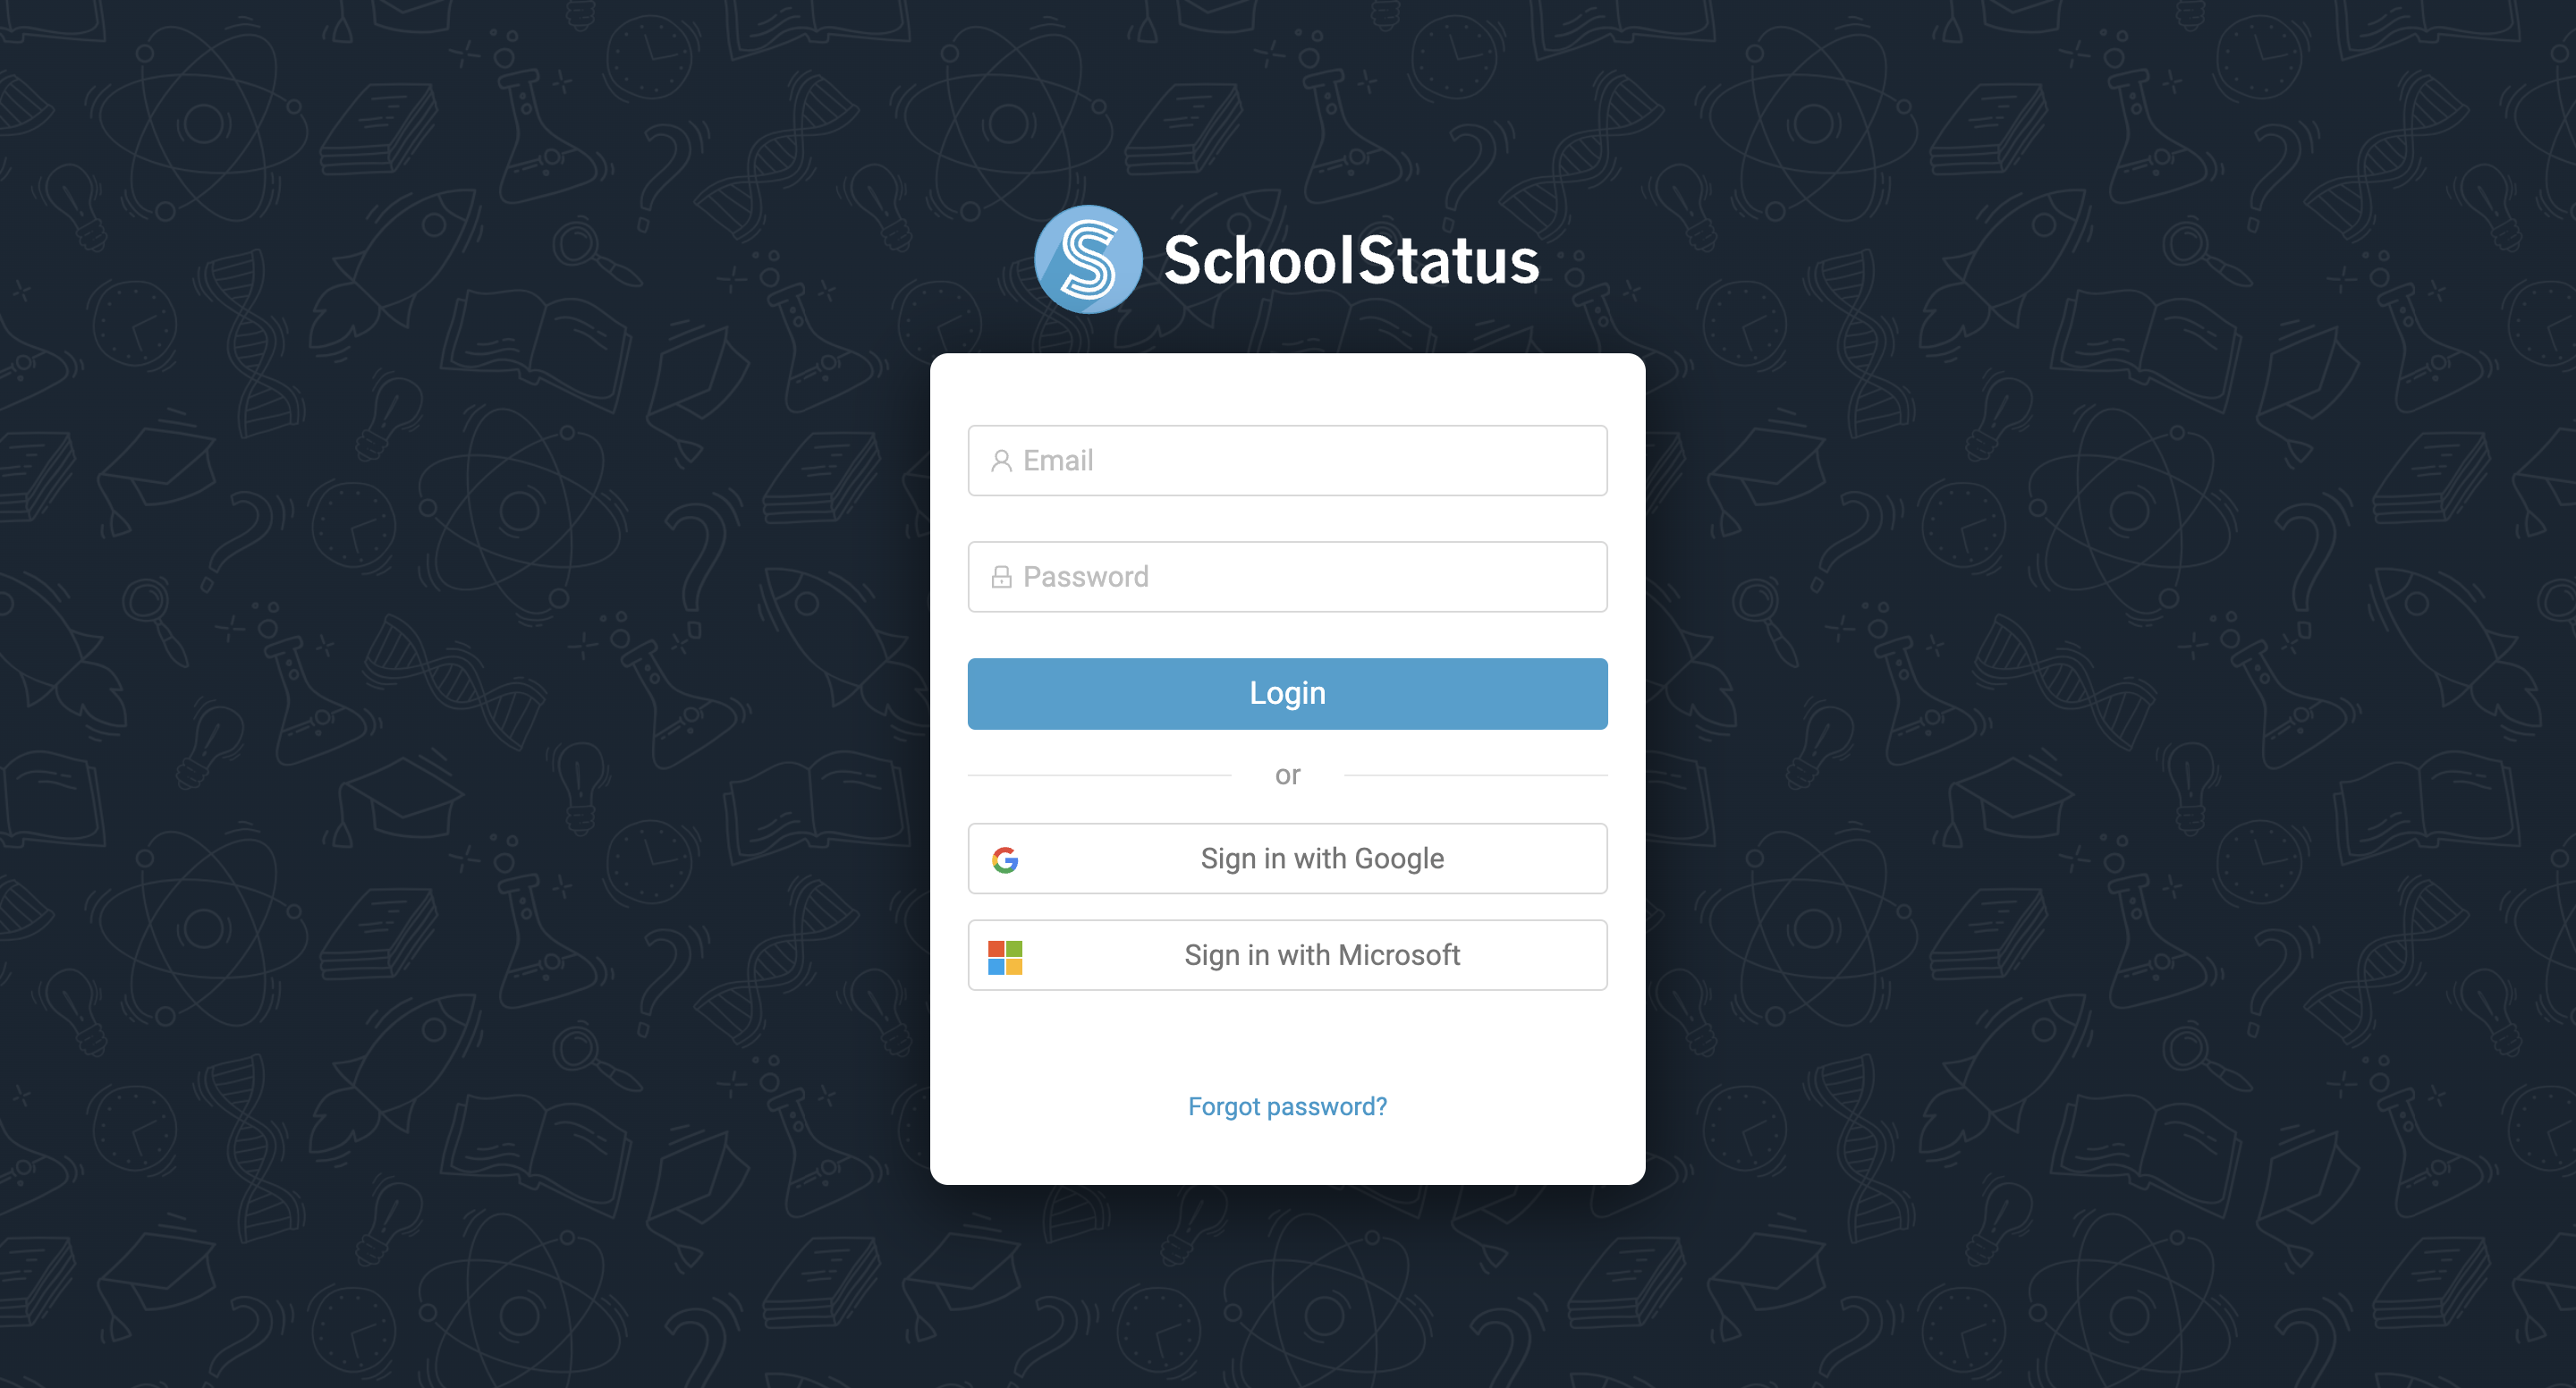 SchoolStatus
Email
Password
Login
or
Sign in with Google
Sign in with Microsoft
Forgot password?